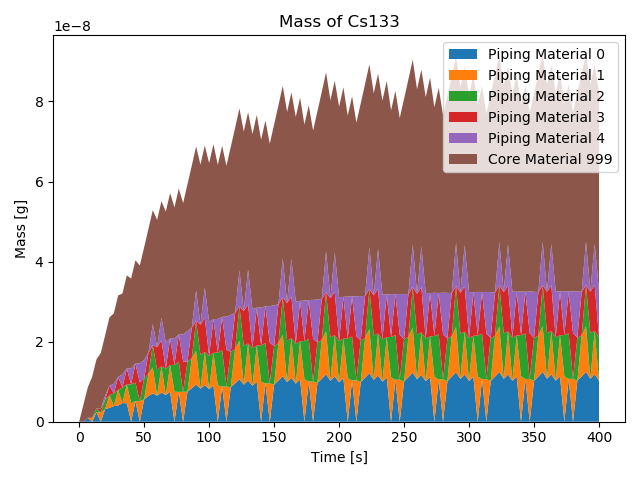 Mass of Cs133
1e−8
Piping Material 0
Piping Material 1
Piping Material 2
Piping Material 3
Piping Material 4
Core Material 999
8
6
4
2
0
Mass [g]
0 50 100 150 200 250 300 350 400
Time [s]